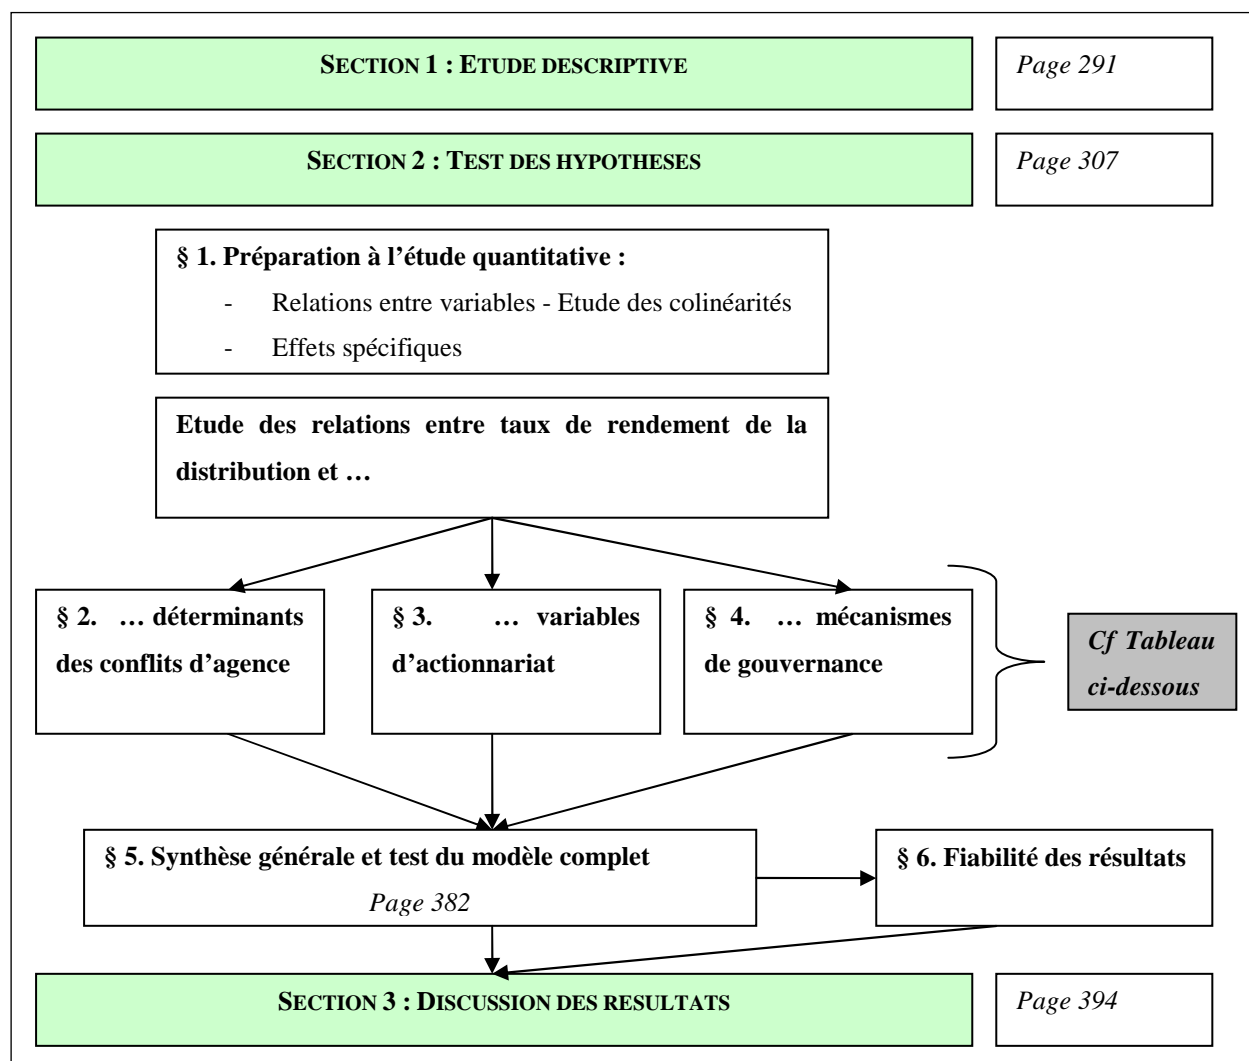 SECTION 1 : ETUDE DESCRIPTIVE
Page 291
SECTION 2 : TEST DES HYPOTHESES
Page 307
§ 1. Préparation à l’étude quantitative :
- Relations entre variables - Etude des colinéarités
- Effets spécifiques
Etude des relations entre taux de rendement de la
distribution et …
§ 2. … déterminants
des conflits d’agence
§ 3. … variables
d’actionnariat
§ 4. … mécanismes
de gouvernance
Cf Tableau
ci-dessous
§ 5. Synthèse générale et test du modèle complet
Page 382
§ 6. Fiabilité des résultats
SECTION 3 : DISCUSSION DES RESULTATS
Page 394